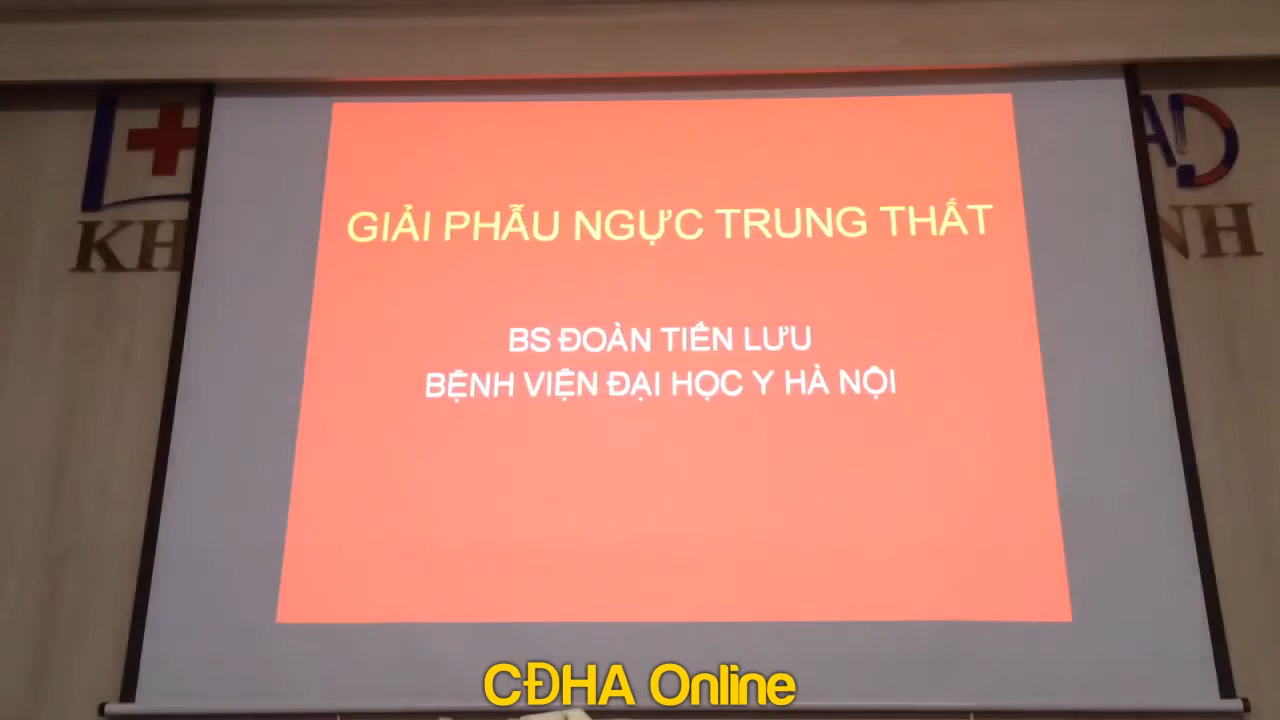 GIẢI PHẪU NGỰC TRUNG THẤT
BS ĐOÀN TIẾN LƯU
BỆNH VIỆN ĐẠI HỌC Y HÀ NỘI
CĐHA Online